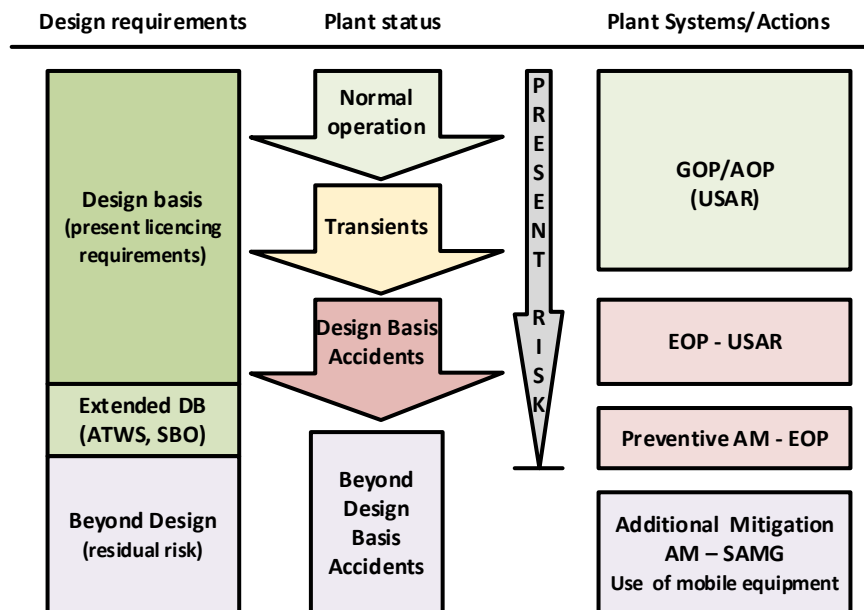 Design requirements
Plant status
Plant Systems/Actions
Design basis
(present licencing
requirements)
Extended DB
(ATWS, SBO)
Beyond Design
(residual risk)
Normal
operation
Transients
Design Basis
Accidents
Beyond
Design
Basis
Accidents
PRESENT RISK
GOP/AOP
(USAR)
EOP - USAR
Preventive AM - EOP
Additional Mitigation
AM – SAMG
Use of mobile equipment